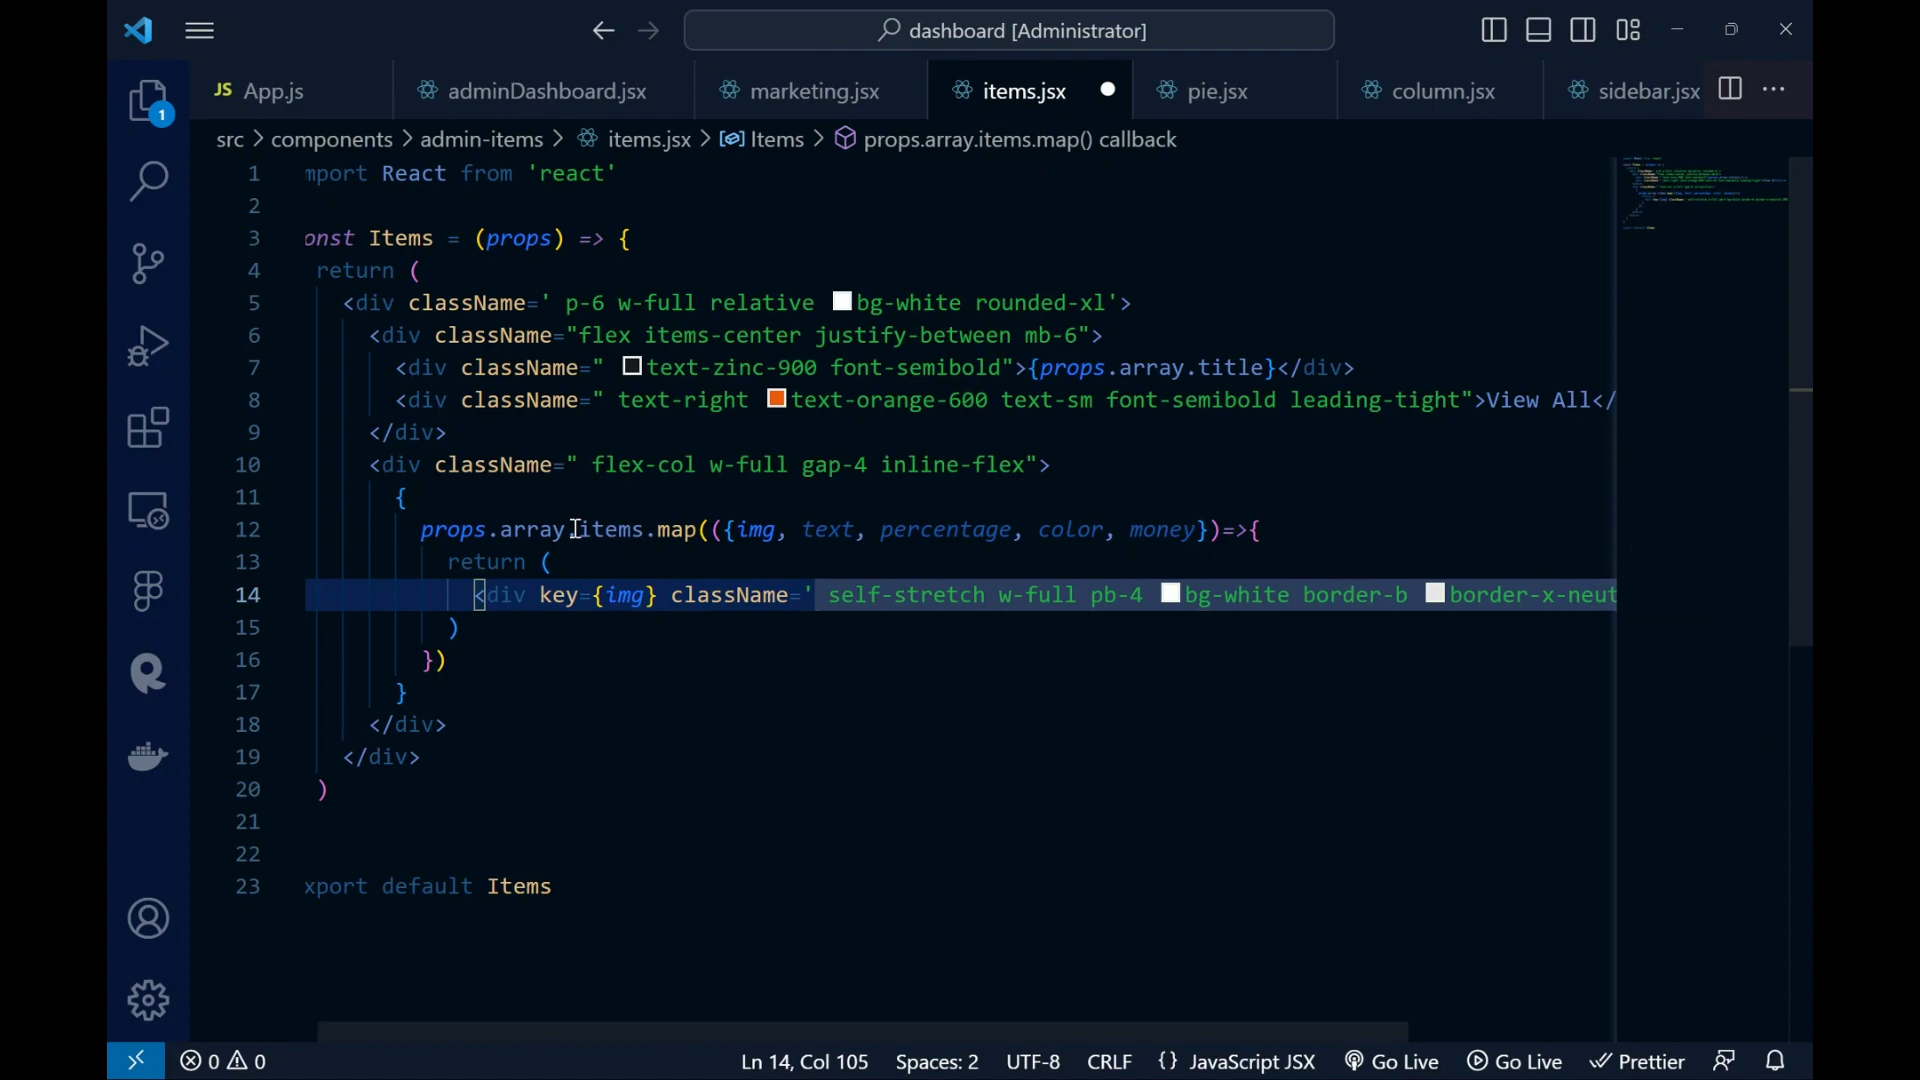 dashboard [Administrator]
JS App.js
adminDashboard.jsx
marketing.jsx
items.jsx
pie.jsx
column.jsx
sidebar.jsx
1
src > components > admin-items > items.jsx > Items > props.array.items.map() callback
1 mport React from 'react'
2
3 onst Items = (props) => {
4 return (
5 <div className=' p-6 w-full relative bg-white rounded-xl'>
6 <div className="flex items-center justify-between mb-6">
7 <div className=" text-zinc-900 font-semibold">{props.array.title}</div>
8 <div className=" text-right text-orange-600 text-sm font-semibold leading-tight">View All</
9 </div>
10 <div className=" flex-col w-full gap-4 inline-flex">
11 {
12 props.array.items.map(({img, text, percentage, color, money})=>{
13 return (
14 <div key={img} className=' self-stretch w-full pb-4 bg-white border-b border-x-neut
15 )
16 })
17 }
18 </div>
19 </div>
20 )
21
22
23 xport default Items
0 0
Ln 14, Col 105
Spaces: 2
UTF-8
CRLF
{} JavaScript JSX
Go Live
Go Live
Prettier